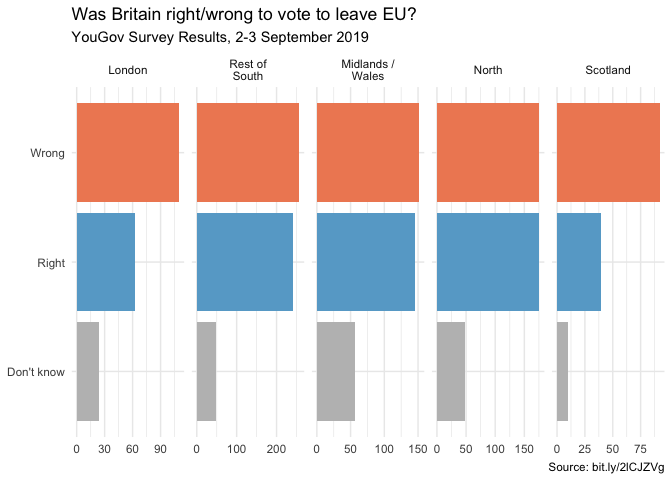 Was Britain right/wrong to vote to leave EU?
YouGov Survey Results, 2-3 September 2019
London
Rest of
South
Midlands /
Wales
North
Scotland
Wrong
Right
Don't know
0 30 60 90 0 100 200 0 50 100 150 0 50 100 150 0 25 50 75
Source: bit.ly/2lCJZVg